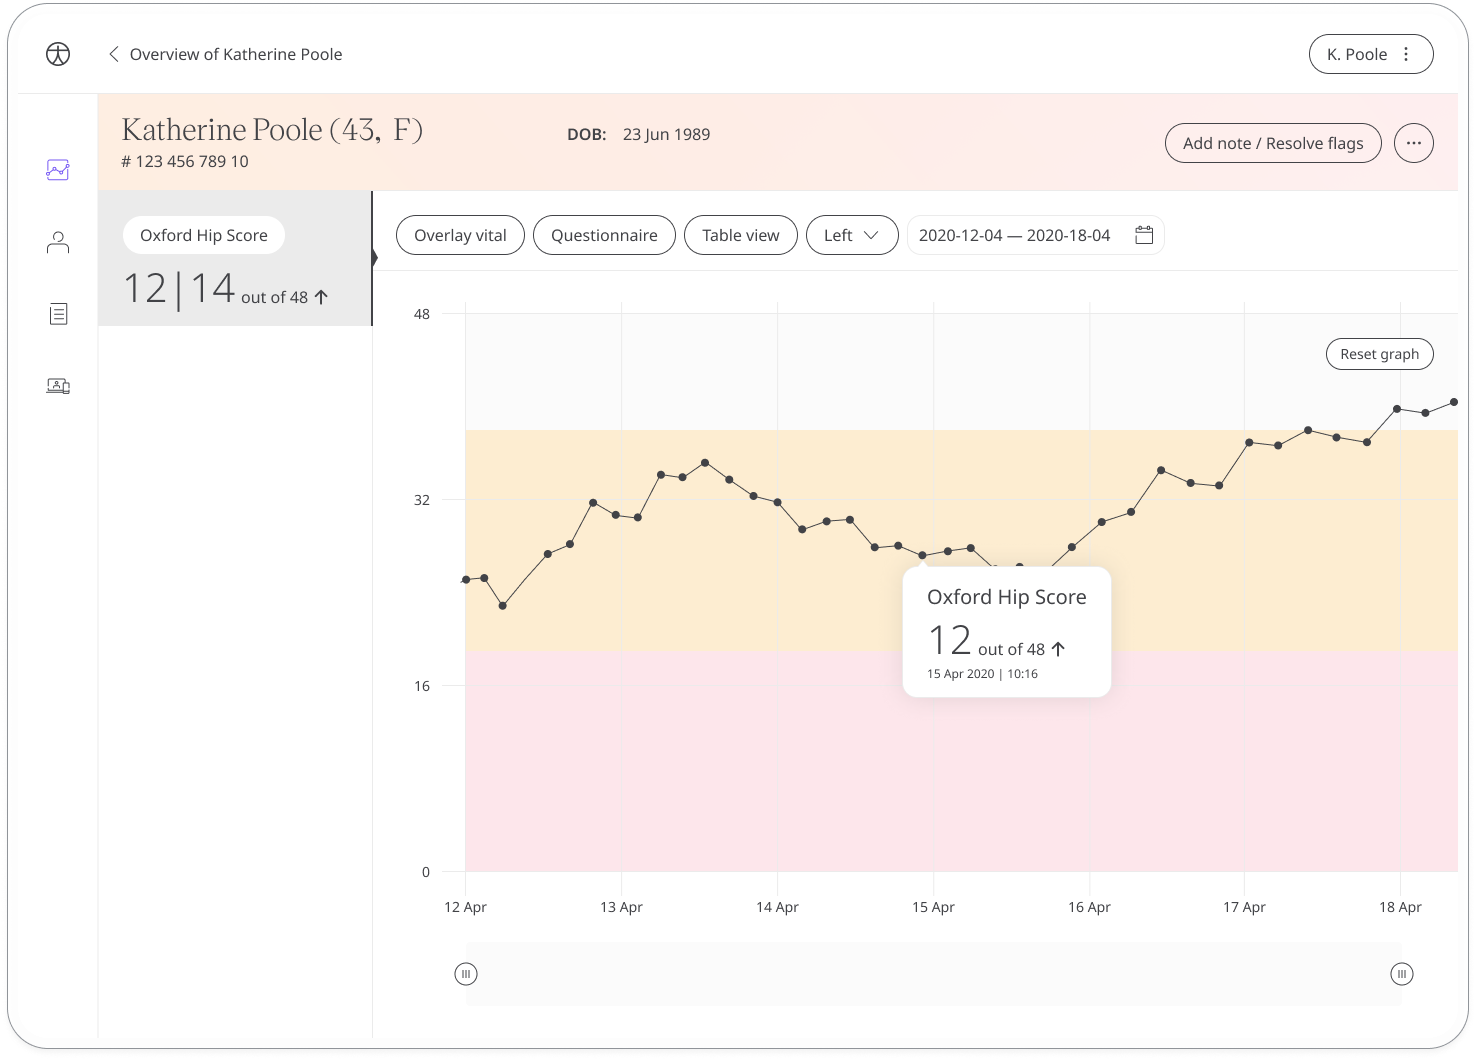 Overview of Katherine Poole
K. Poole
Katherine Poole (43, F)
DOB: 23 Jun 1989
# 123 456 789 10
Add note / Resolve flags
Oxford Hip Score
12|14 out of 48 ↑
Overlay vital
Questionnaire
Table view
Left
2020-12-04 — 2020-18-04
48
Reset graph
32
Oxford Hip Score
12 out of 48 ↑
15 Apr 2020 | 10:16
16
0
12 Apr
13 Apr
14 Apr
15 Apr
16 Apr
17 Apr
18 Apr